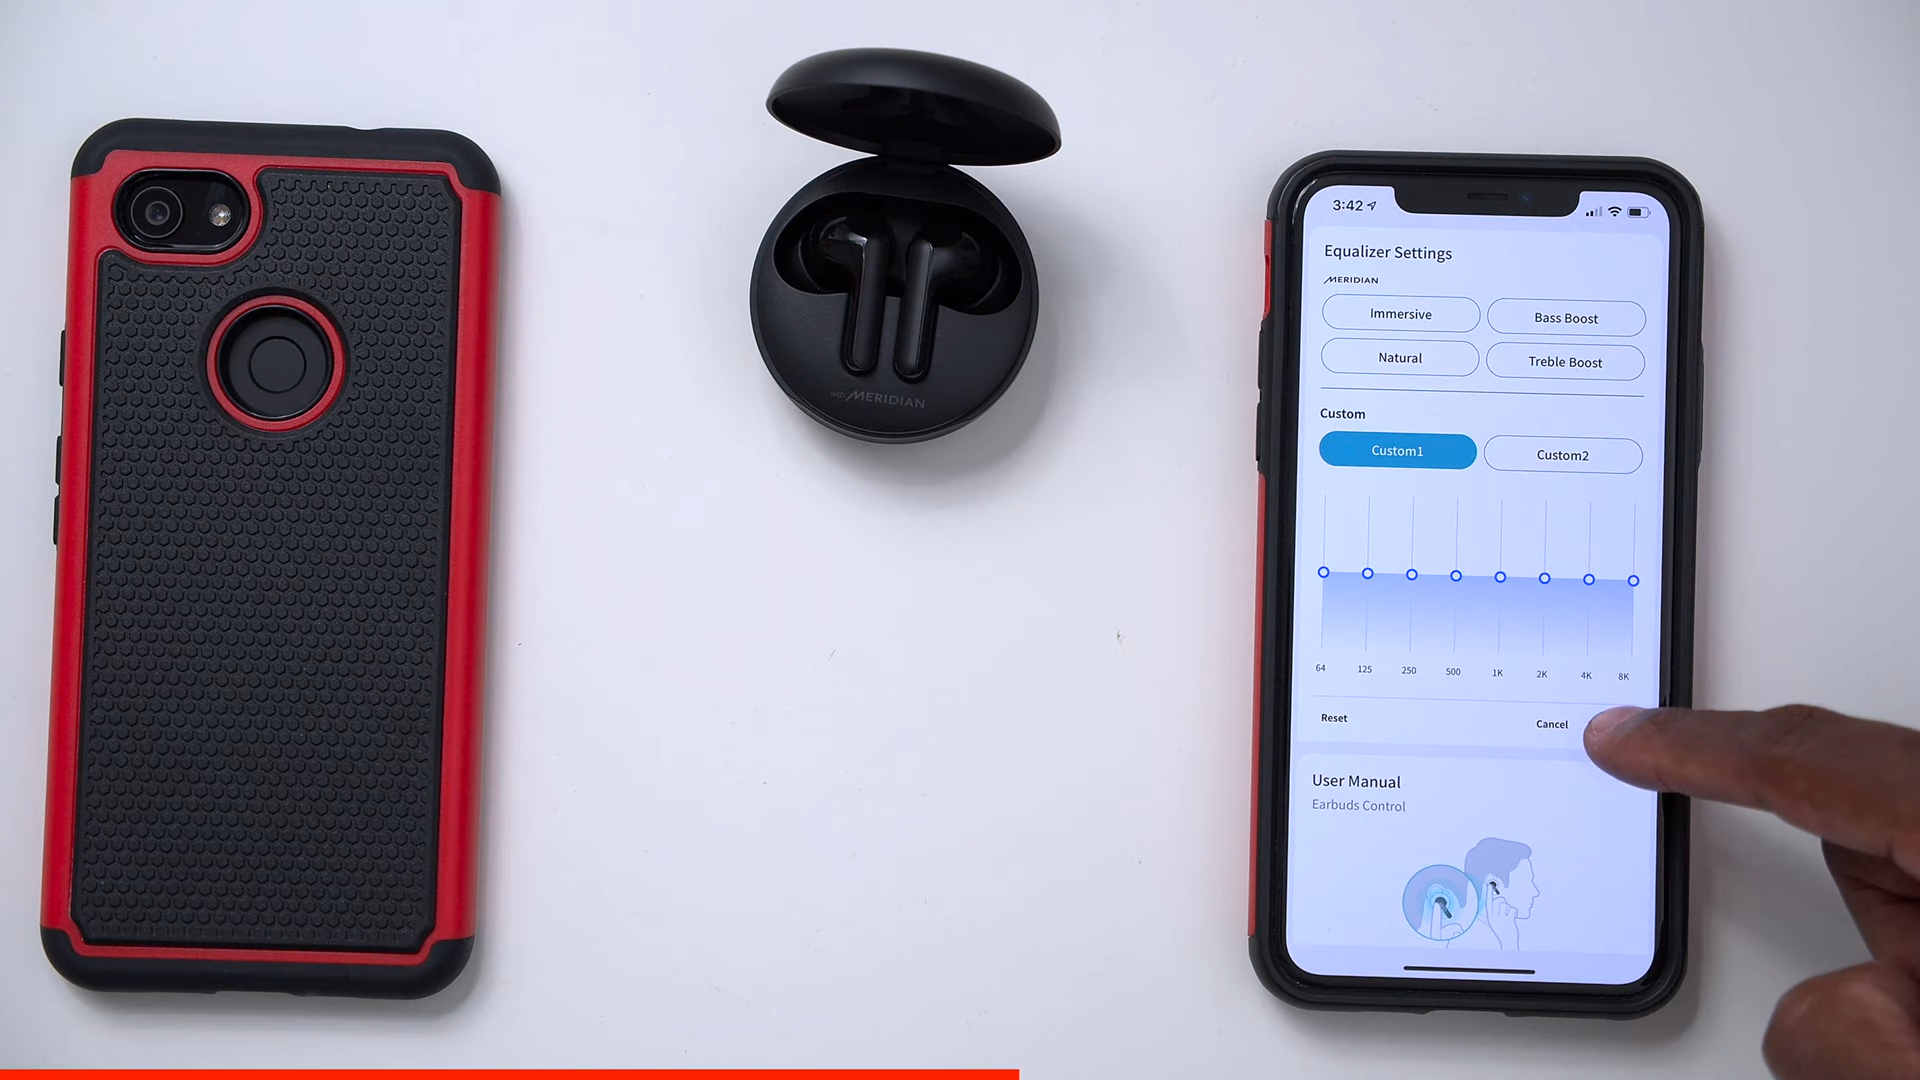 with MERIDIAN
3:42
Equalizer Settings
MERIDIAN
Immersive Bass Boost
Natural Treble Boost
Custom
Custom1 Custom2
64 125 250 500 1K 2K 4K 8K
Reset Cancel
User Manual
Earbuds Control